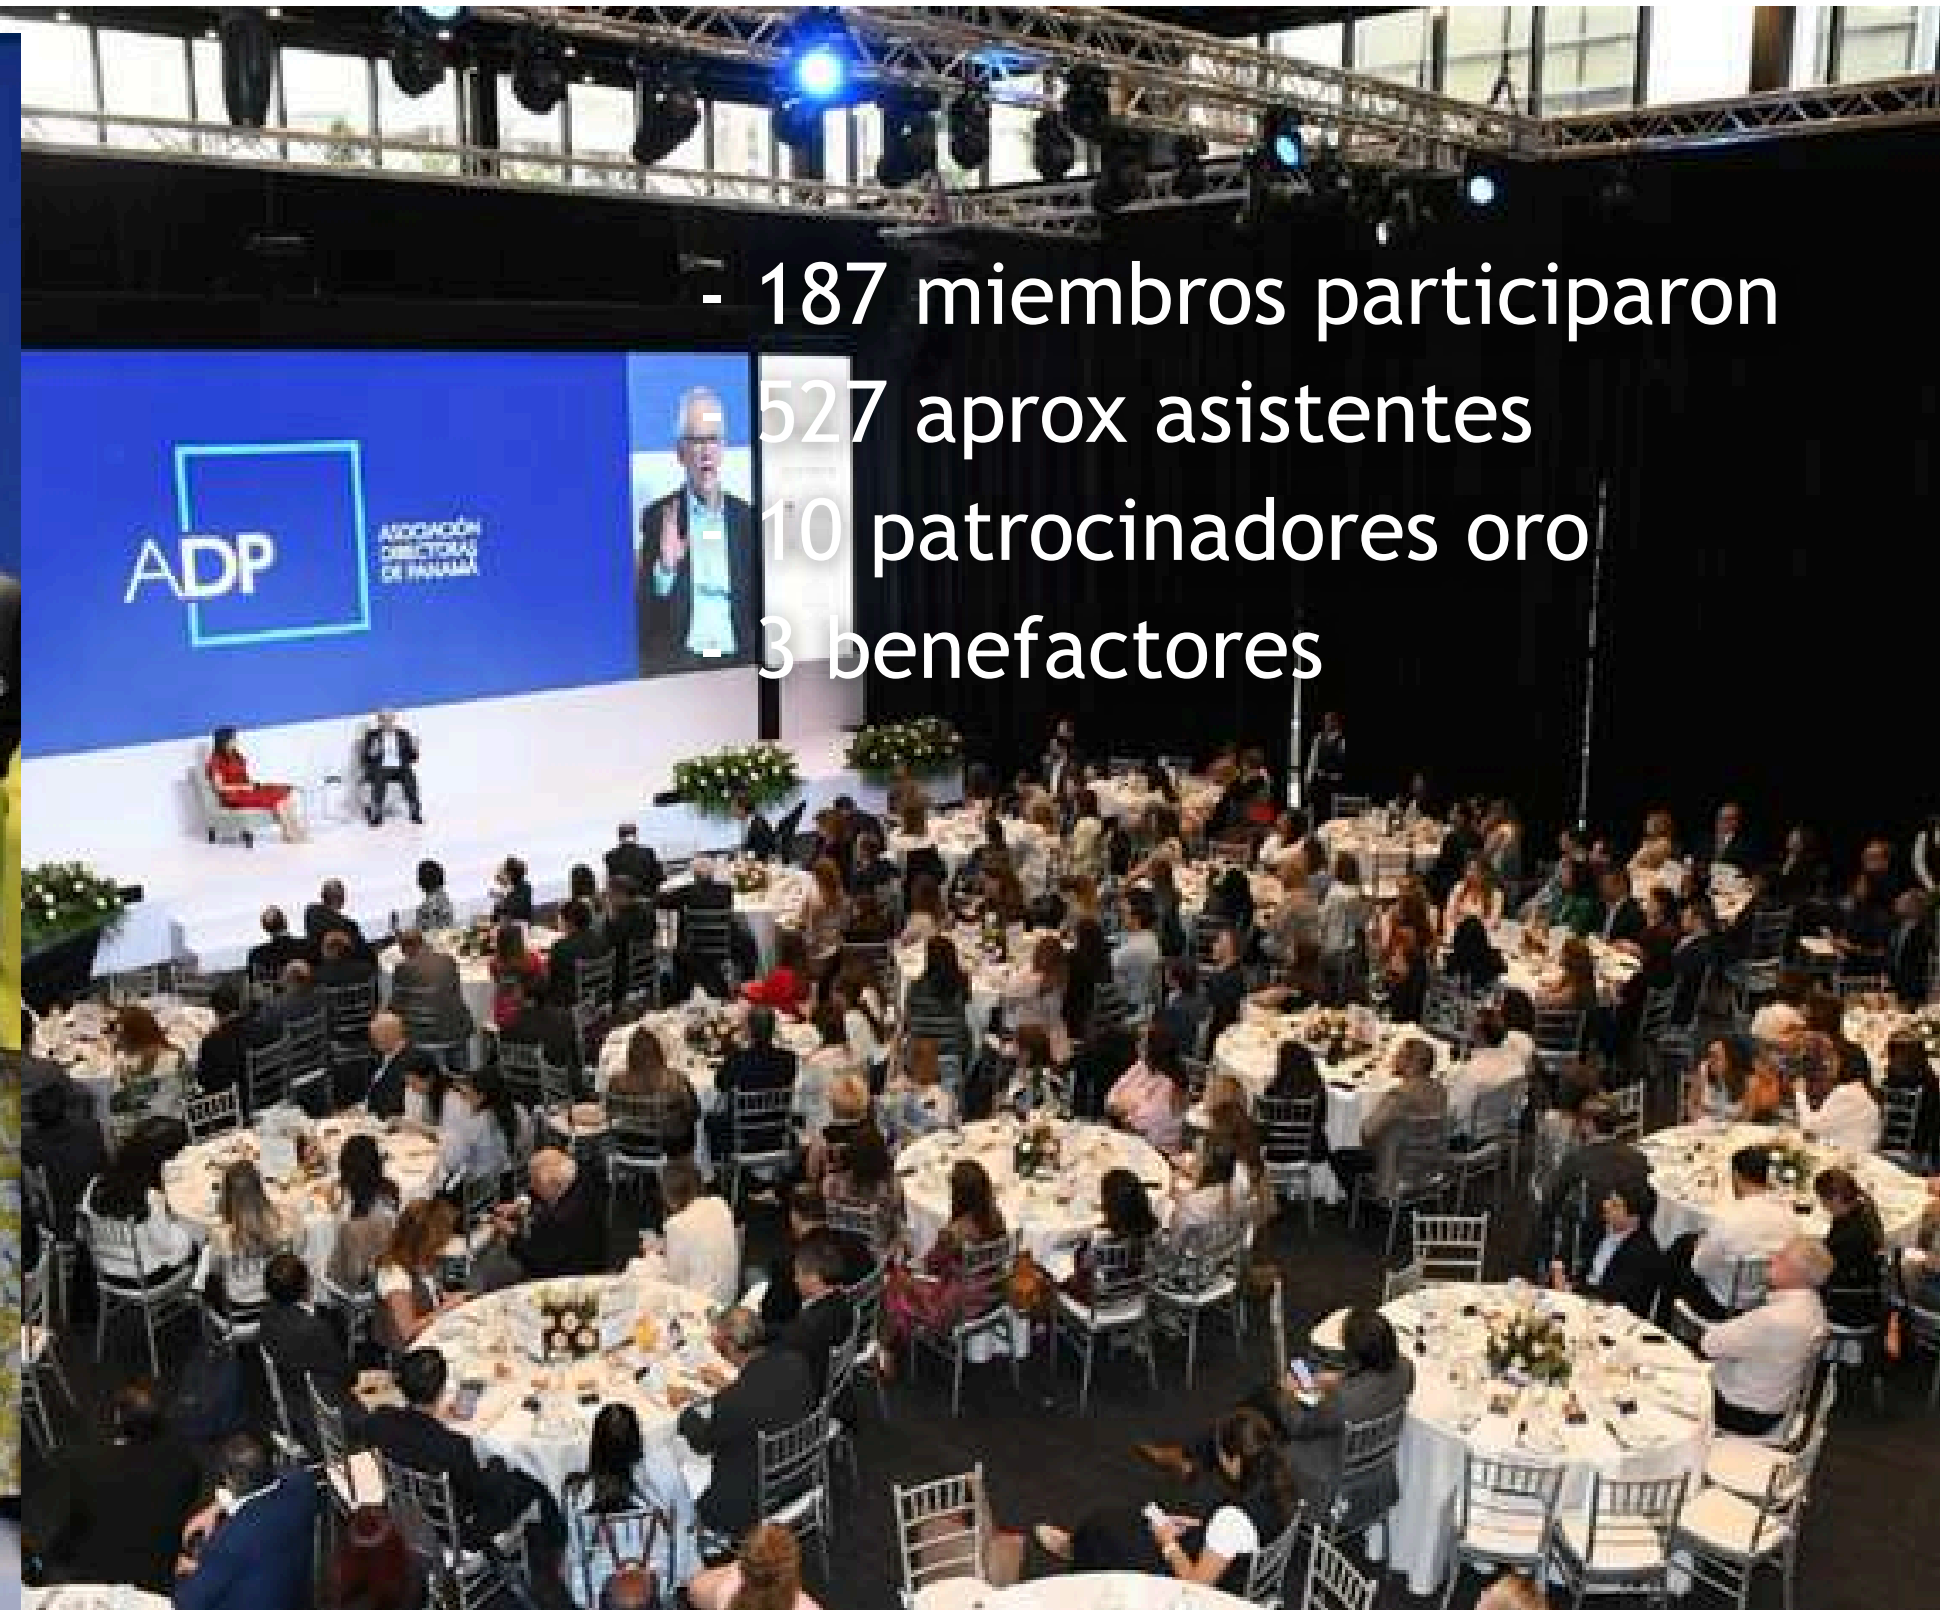 - 187 miembros participaron
- 527 aprox asistentes
- 10 patrocinadores oro
- 3 benefactores
ADP
ASOCIACIÓN
DIRECTORAS
DE PANAMÁ